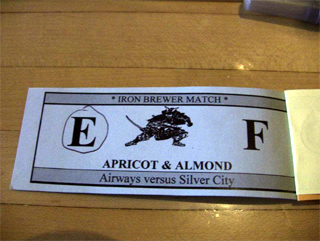 * IRON BREWER MATCH *
E F
APRICOT & ALMOND
Airways versus Silver City